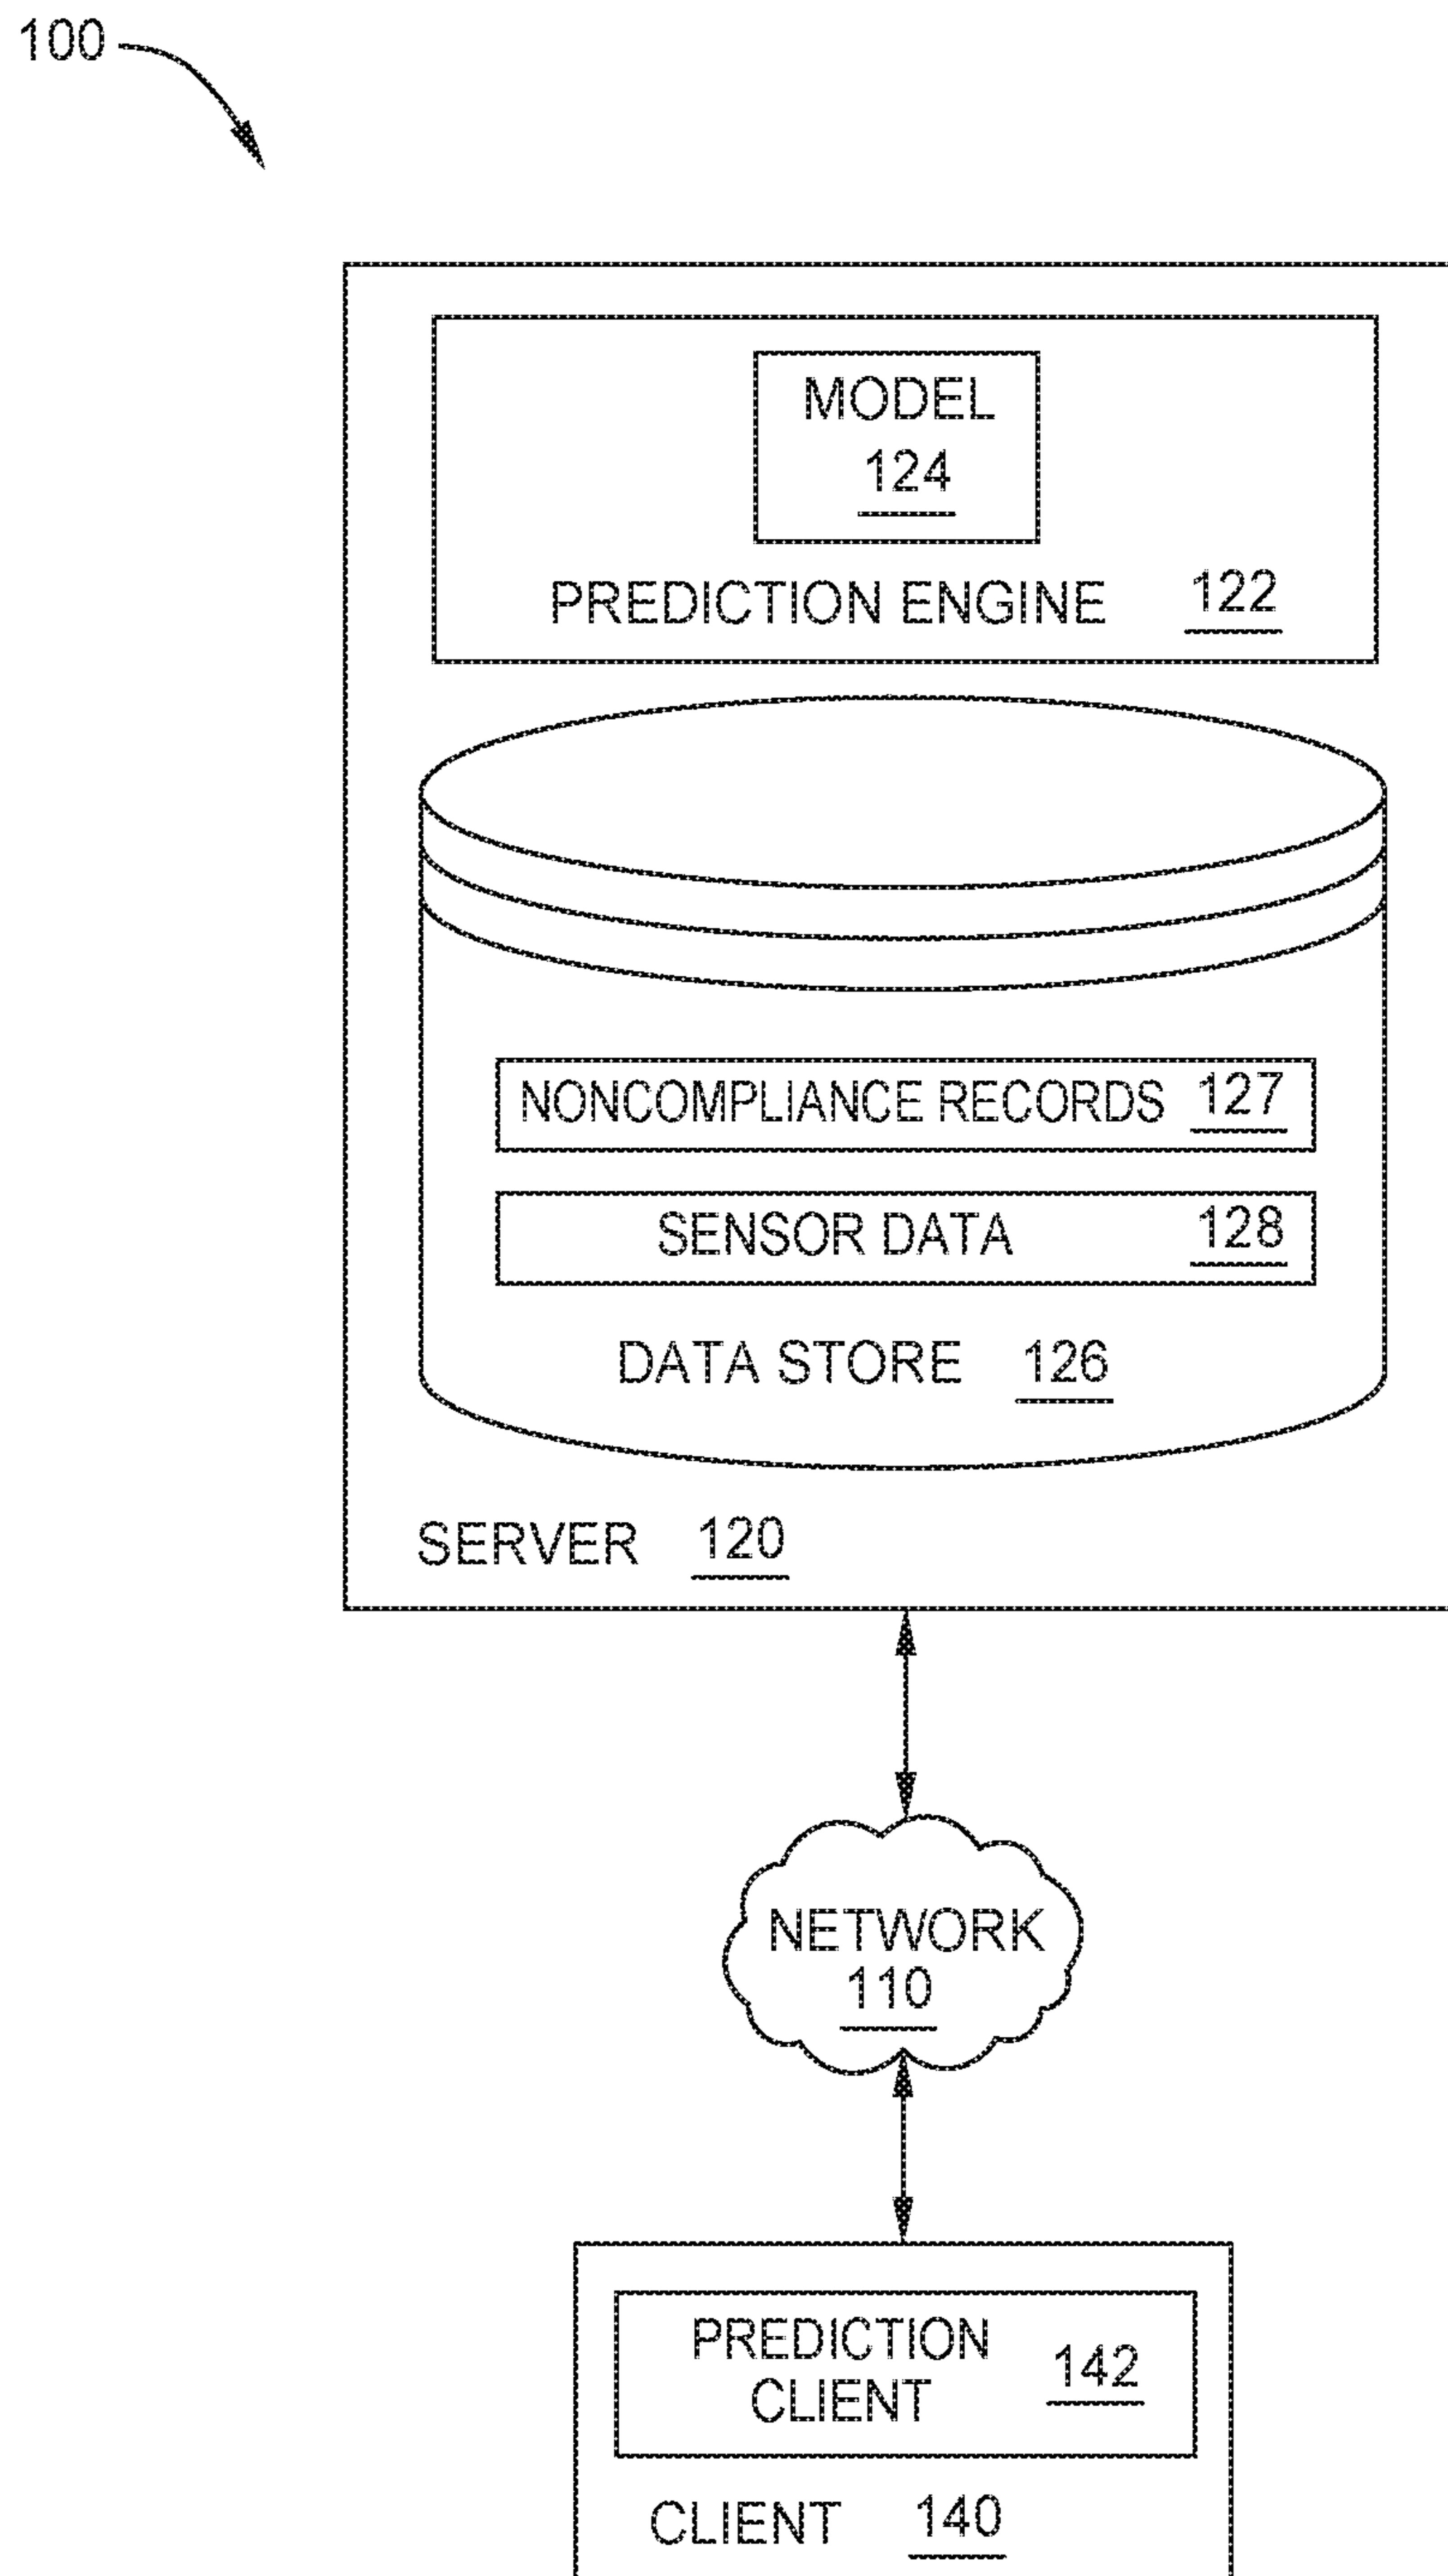 100
MODEL
124
PREDICTION ENGINE 122
NONCOMPLIANCE RECORDS 127
SENSOR DATA 128
DATA STORE 126
SERVER 120
NETWORK
110
PREDICTION
CLIENT 142
CLIENT 140